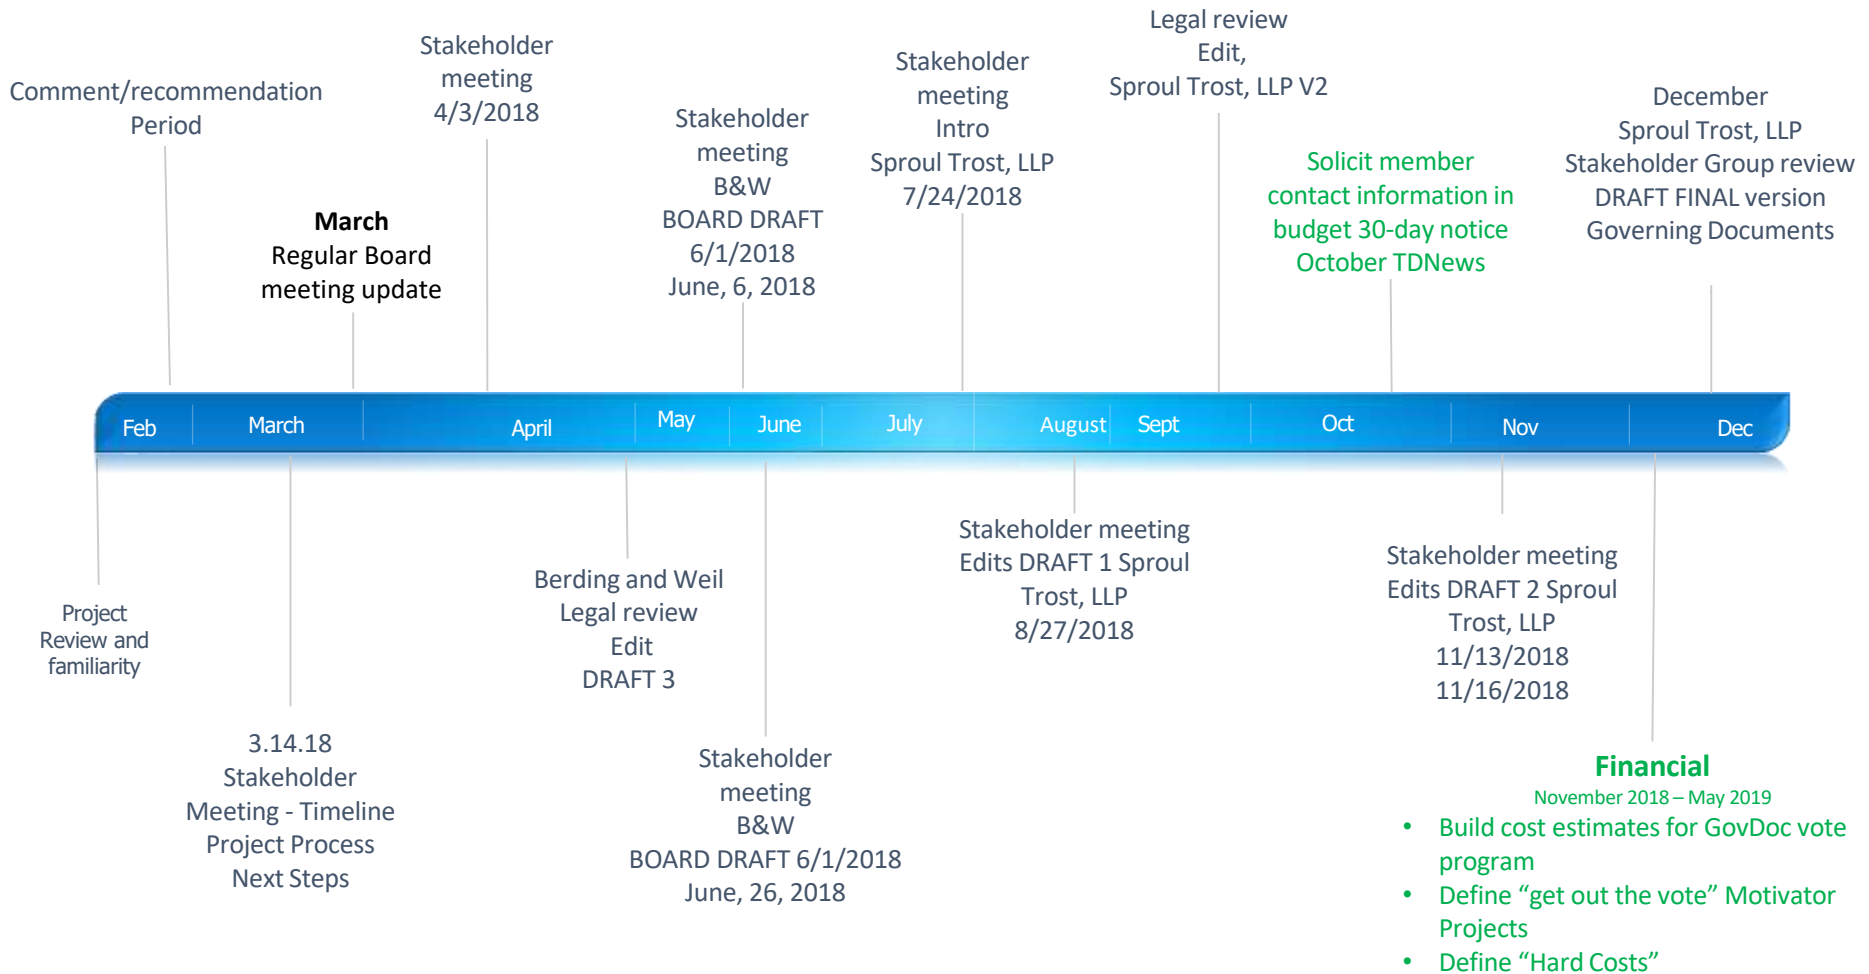 Comment/recommendation
Period
March
Regular Board
meeting update
Stakeholder
meeting
4/3/2018
Stakeholder
meeting
B&W
BOARD DRAFT
6/1/2018
June, 6, 2018
Stakeholder
meeting
Intro
Sproul Trost, LLP
7/24/2018
Legal review
Edit,
Sproul Trost, LLP V2
Solicit member
contact information in
budget 30-day notice
October TDNews
December
Sproul Trost, LLP
Stakeholder Group review
DRAFT FINAL version
Governing Documents
Feb March April May June July August Sept Oct Nov Dec
Project
Review and
familiarity
3.14.18
Stakeholder
Meeting - Timeline
Project Process
Next Steps
Berding and Weil
Legal review
Edit
DRAFT 3
Stakeholder
meeting
B&W
BOARD DRAFT 6/1/2018
June, 26, 2018
Stakeholder meeting
Edits DRAFT 1 Sproul
Trost, LLP
8/27/2018
Stakeholder meeting
Edits DRAFT 2 Sproul
Trost, LLP
11/13/2018
11/16/2018
Financial
November 2018 – May 2019
• Build cost estimates for GovDoc vote
program
• Define “get out the vote” Motivator
Projects
• Define “Hard Costs”